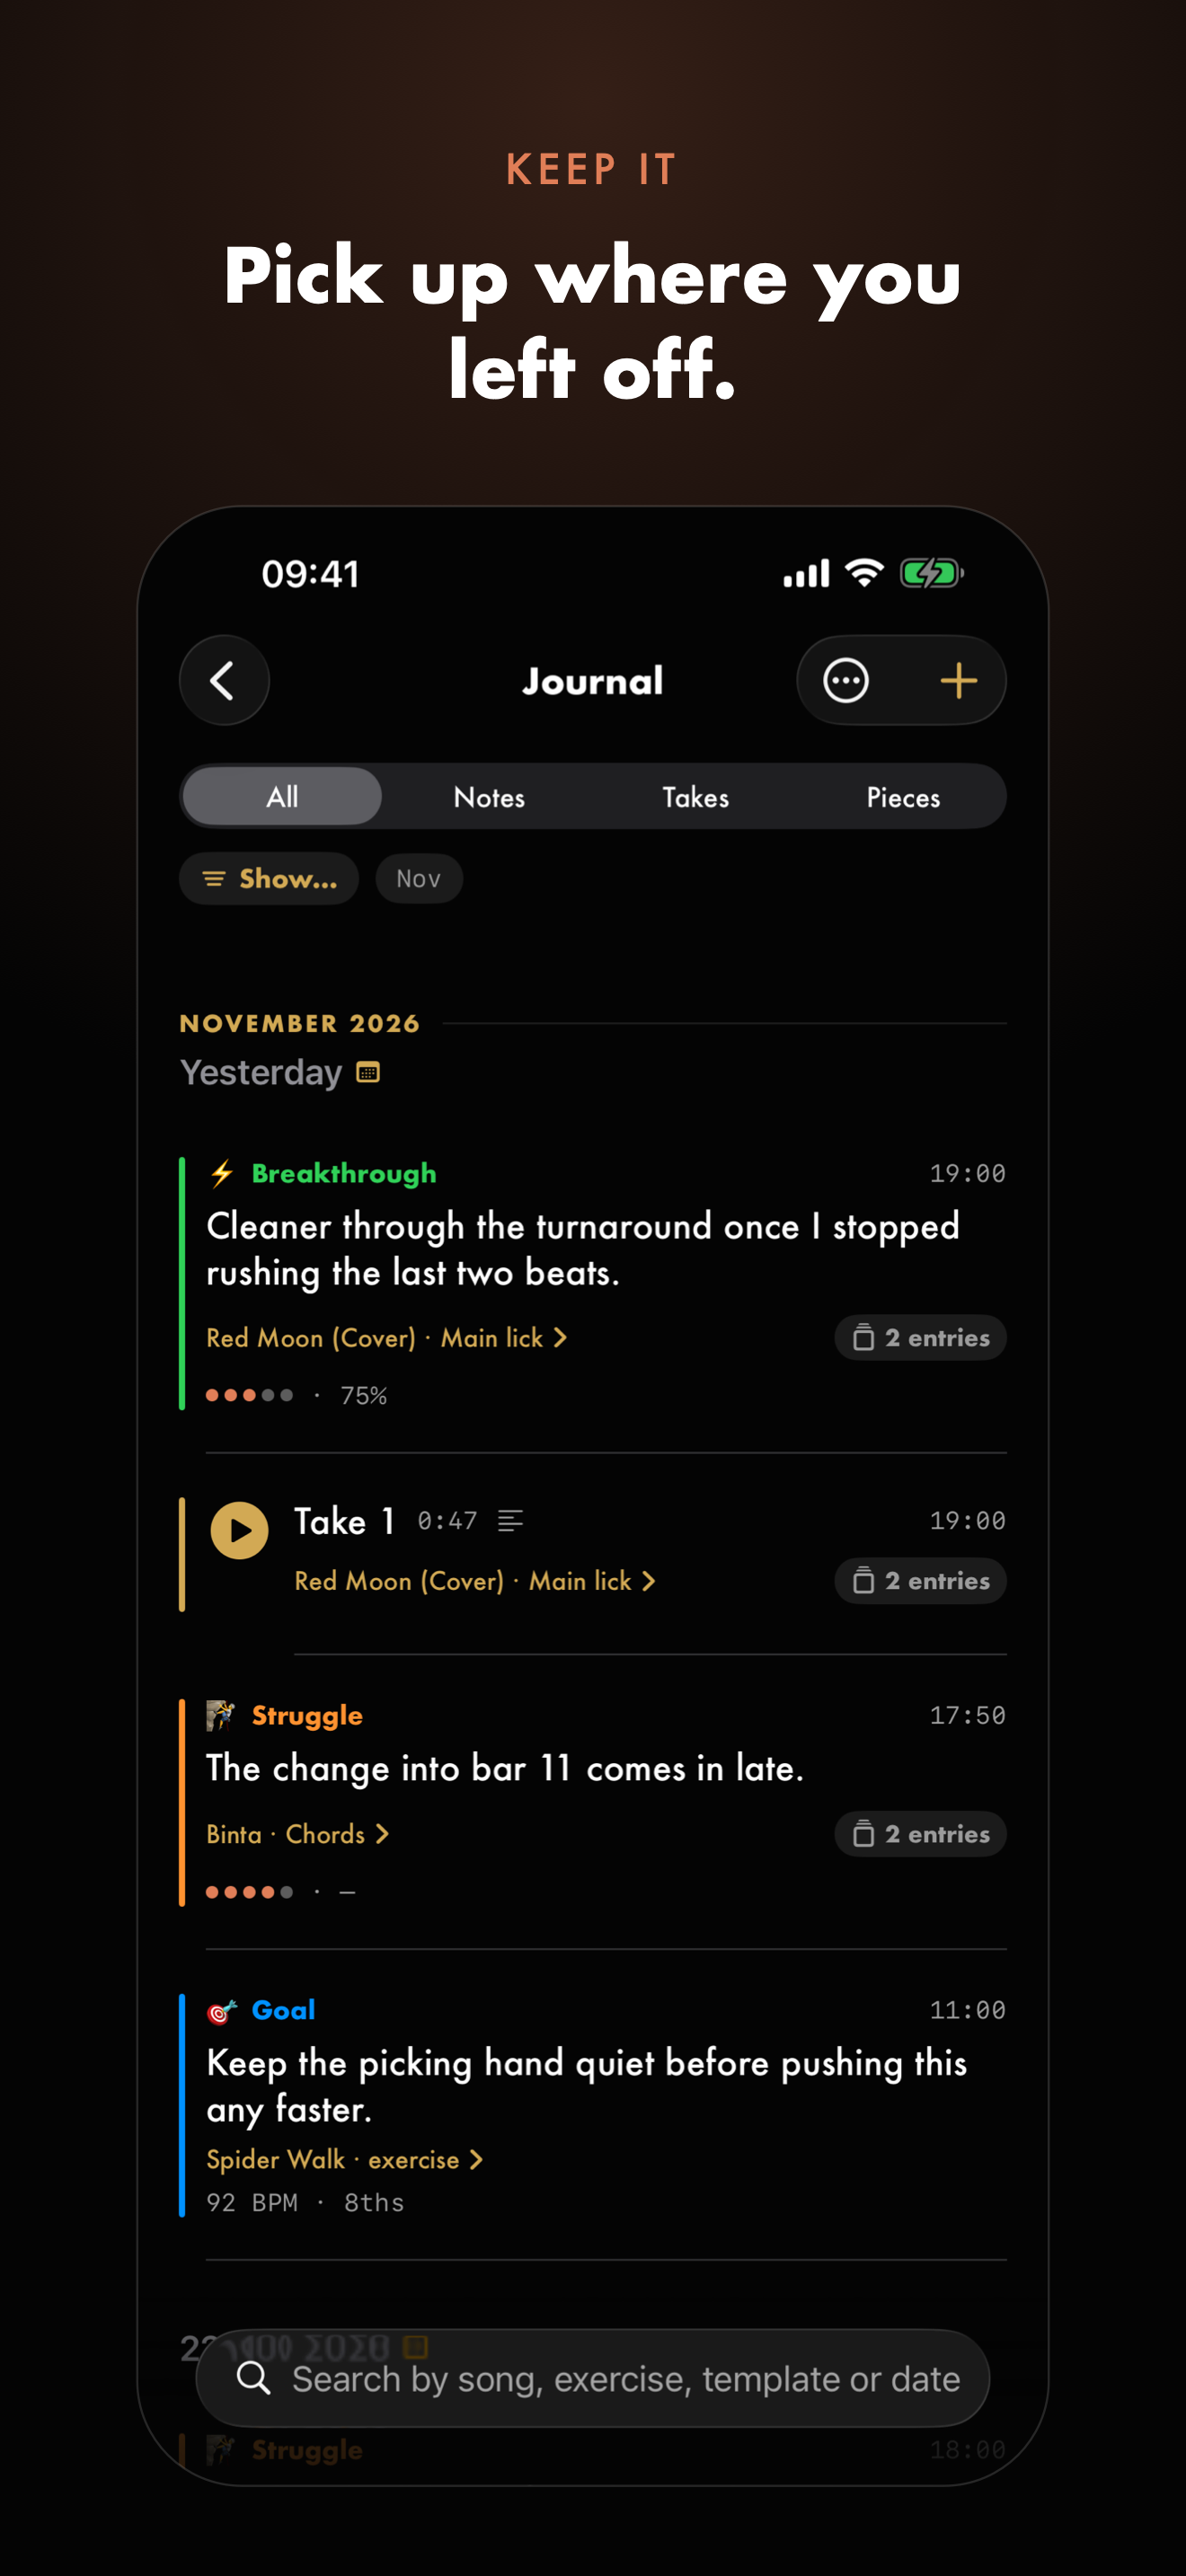 KEEP IT
Pick up where you
left off.
09:41
Journal
All Notes Takes Pieces
Show... Nov
NOVEMBER 2026
Yesterday
Breakthrough 19:00
Cleaner through the turnaround once I stopped
rushing the last two beats.
Red Moon (Cover) · Main lick 2 entries
· 75%
Take 1 0:47 19:00
Red Moon (Cover) · Main lick 2 entries
Struggle 17:50
The change into bar 11 comes in late.
Binta · Chords 2 entries
· –
Goal 11:00
Keep the picking hand quiet before pushing this
any faster.
Spider Walk · exercise
92 BPM · 8ths
Search by song, exercise, template or date
Struggle 18:00